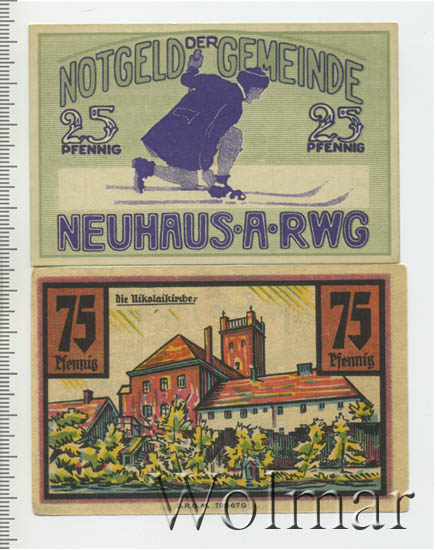 NOTGELD DER GEMEINDE
25 25
PFENNIG PFENNIG
NEUHAUS·A·RWG
75 die Nikolaikirche: 75
Pfennig Pfennig
Wolmar
D.R.G.M.